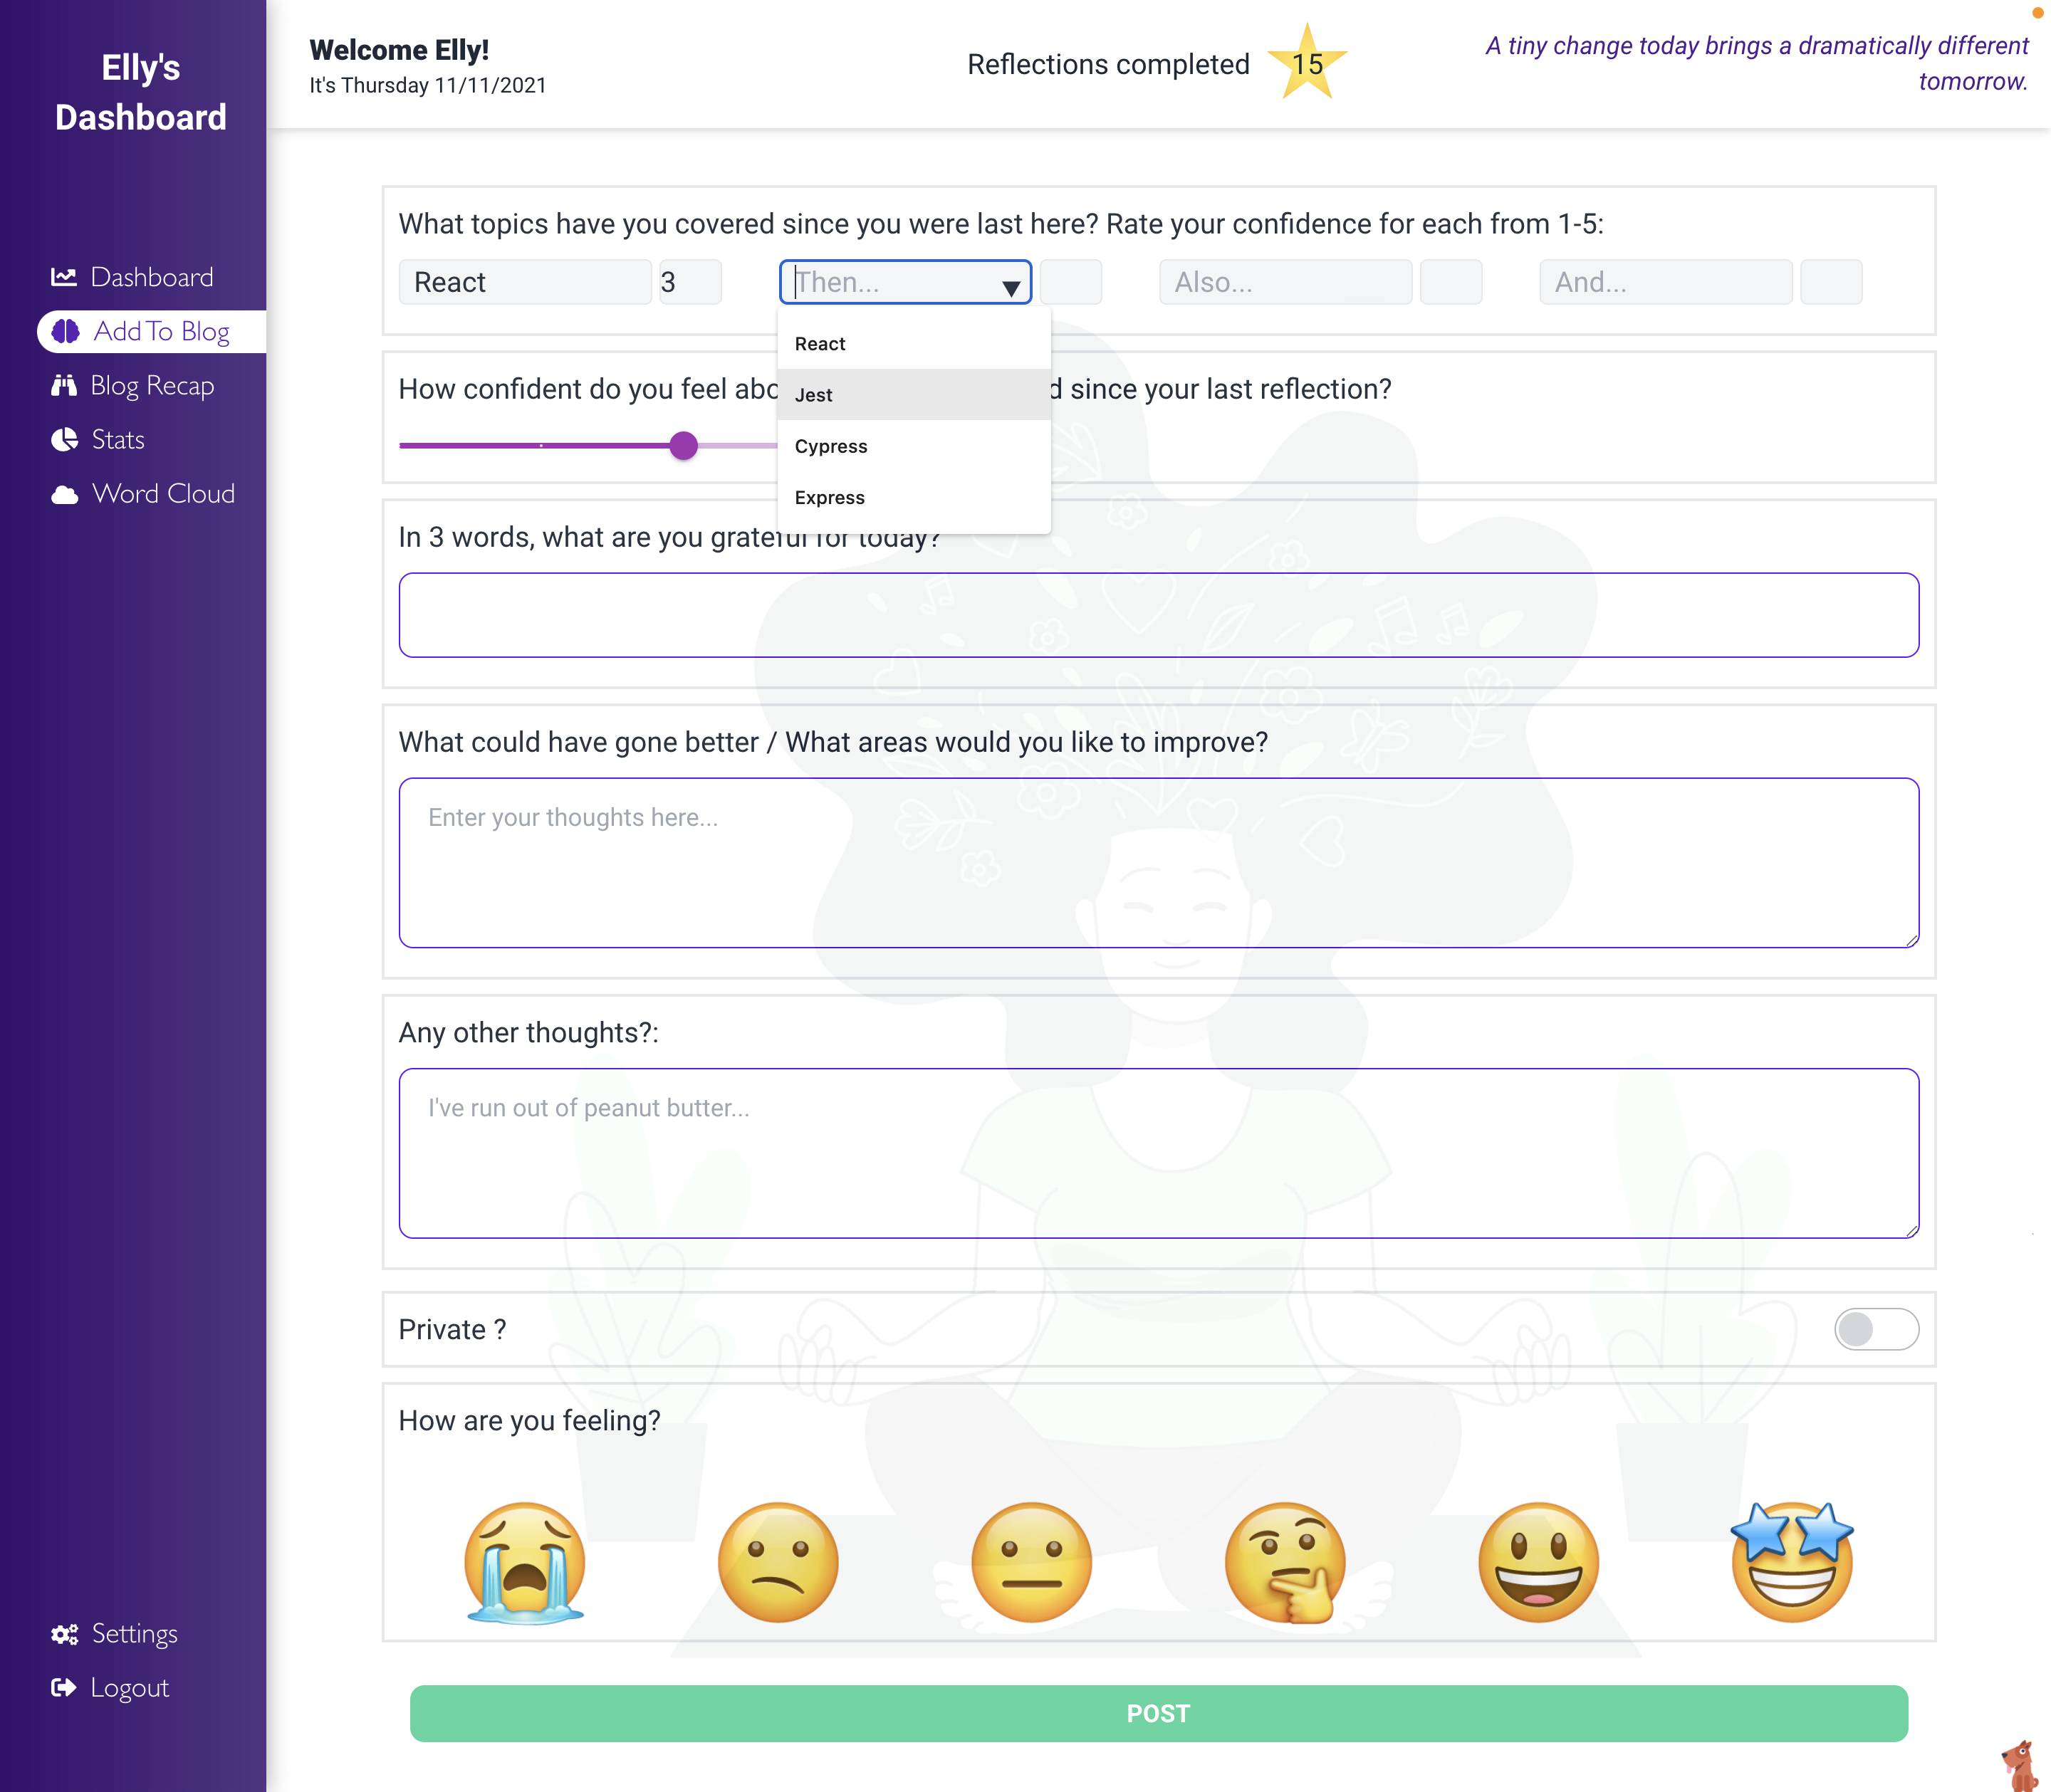 Elly's
Dashboard
Dashboard
Add To Blog
Blog Recap
Stats
Word Cloud
Settings
Logout
Welcome Elly!
It's Thursday 11/11/2021
Reflections completed 15
A tiny change today brings a dramatically different
tomorrow.
What topics have you covered since you were last here? Rate your confidence for each from 1-5:
React 3 Then... Also... And...
React
Jest
Cypress
Express
How confident do you feel abo d since your last reflection?
In 3 words, what are you grateful for today?
What could have gone better / What areas would you like to improve?
Enter your thoughts here...
Any other thoughts?:
I've run out of peanut butter...
Private ?
How are you feeling?
POST